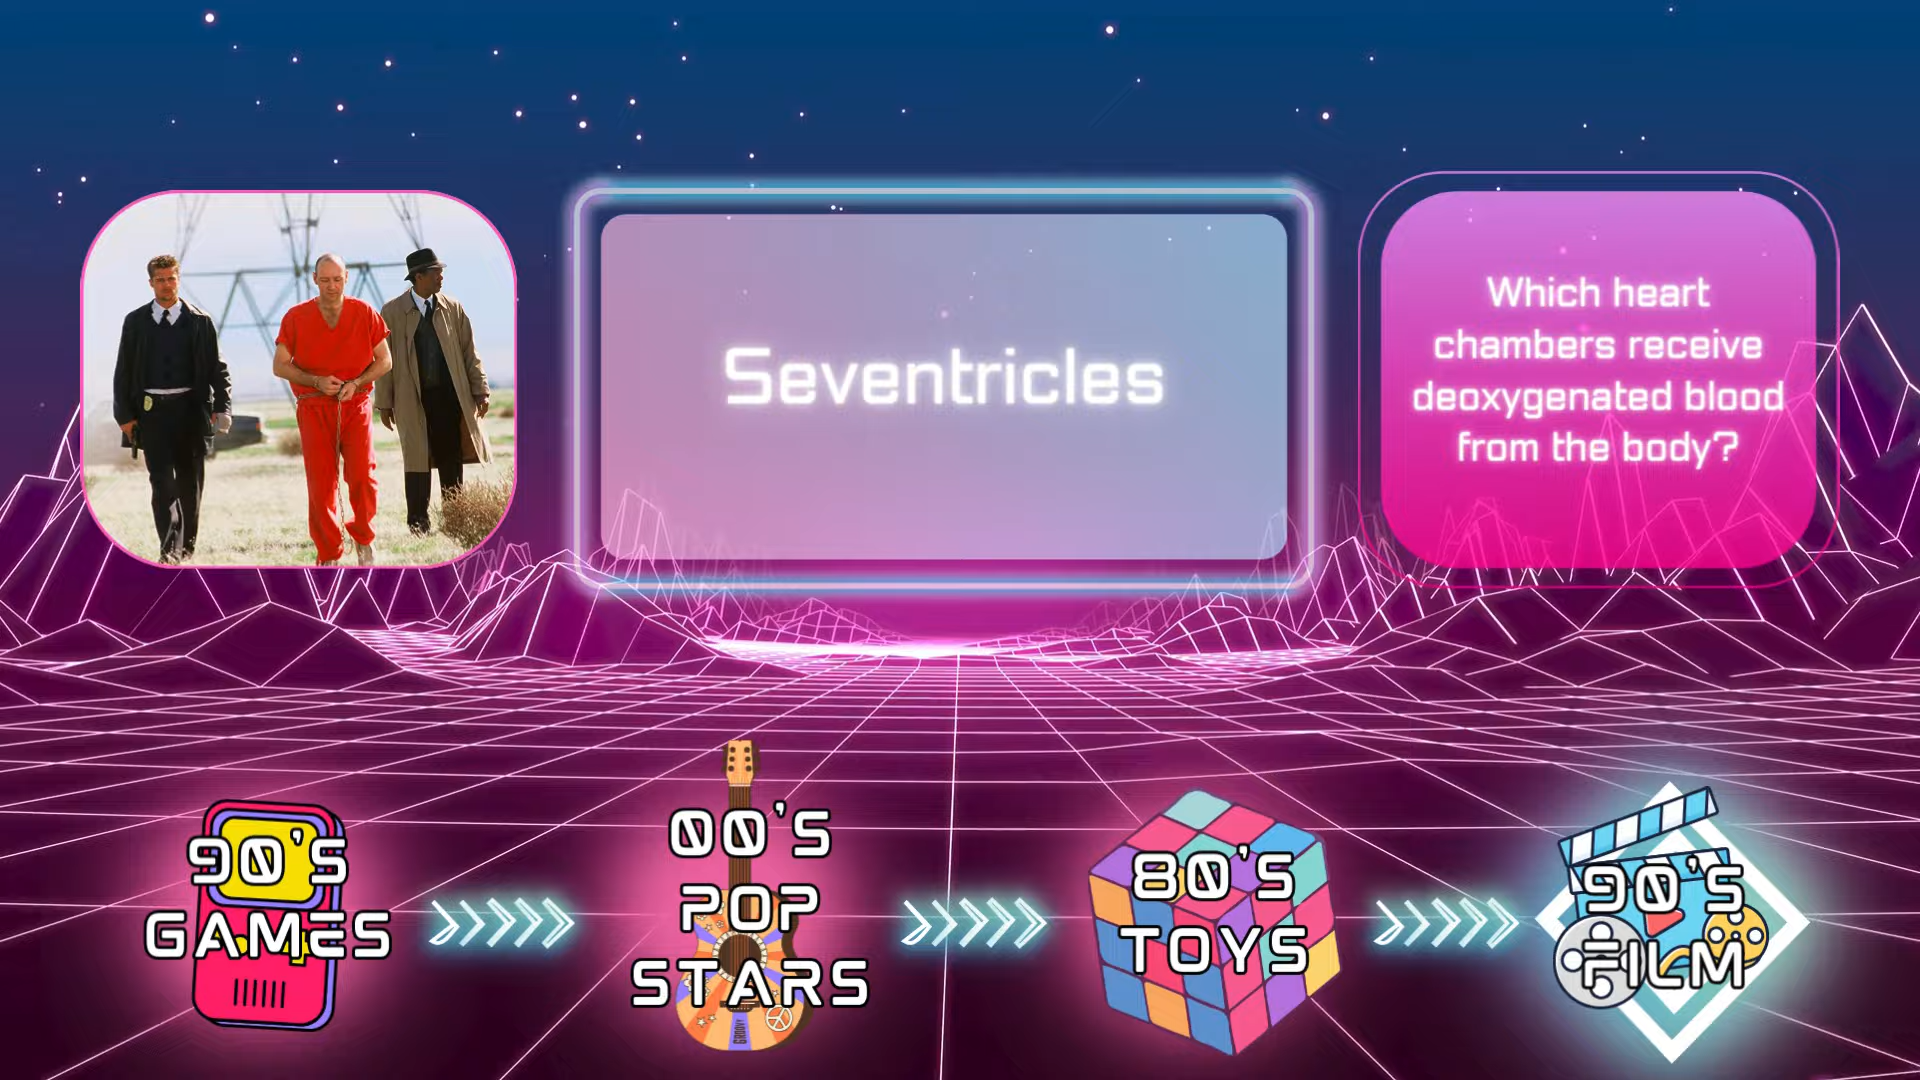 Seventricles
Which heart
chambers receive
deoxygenated blood
from the body?
90's
GAMES
00's
POP
STARS
GROOVY
80's
TOYS
90's
FILM